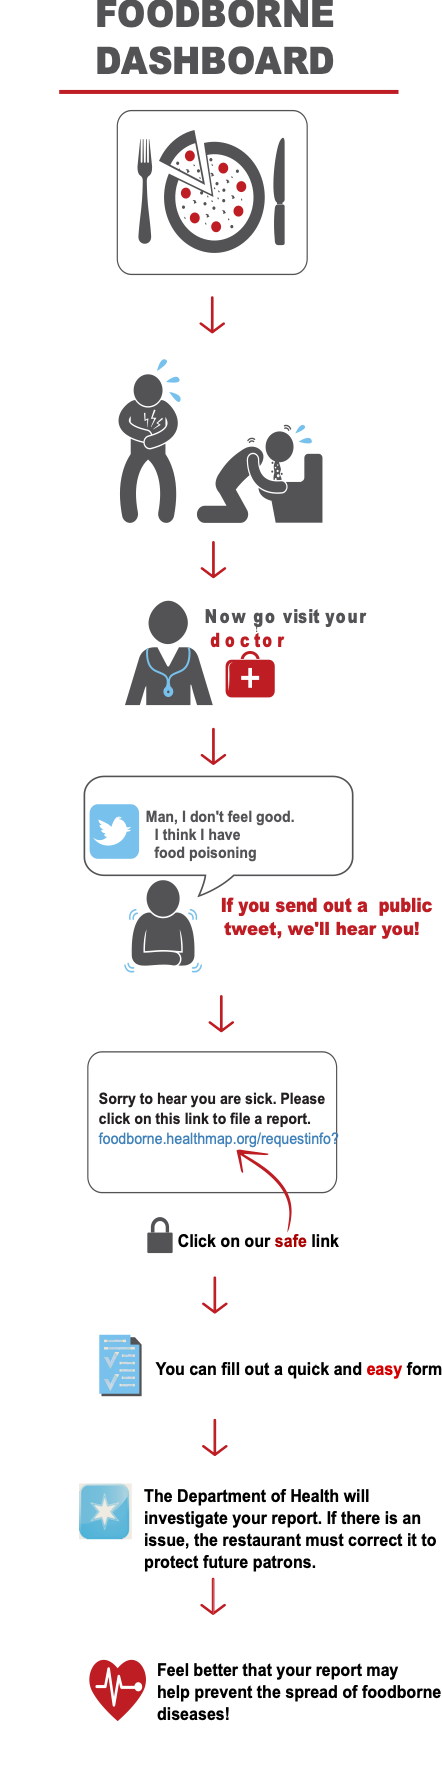 FOODBORNE
DASHBOARD
Now go visit your
doctor
Man, I don't feel good.
I think I have
food poisoning
If you send out a public
tweet, we'll hear you!
Sorry to hear you are sick. Please
click on this link to file a report.
foodborne.healthmap.org/requestinfo?
Click on our safe link
You can fill out a quick and easy form
The Department of Health will
investigate your report. If there is an
issue, the restaurant must correct it to
protect future patrons.
Feel better that your report may
help prevent the spread of foodborne
diseases!